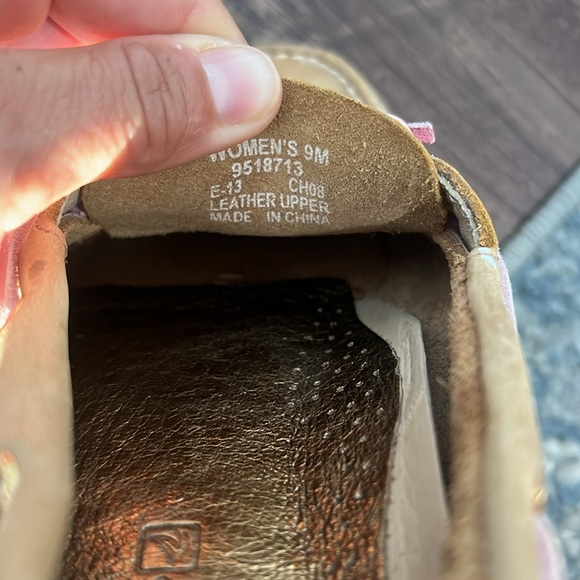 WOMEN'S 9M
9518713
E-13 CH08
LEATHER UPPER
MADE IN CHINA